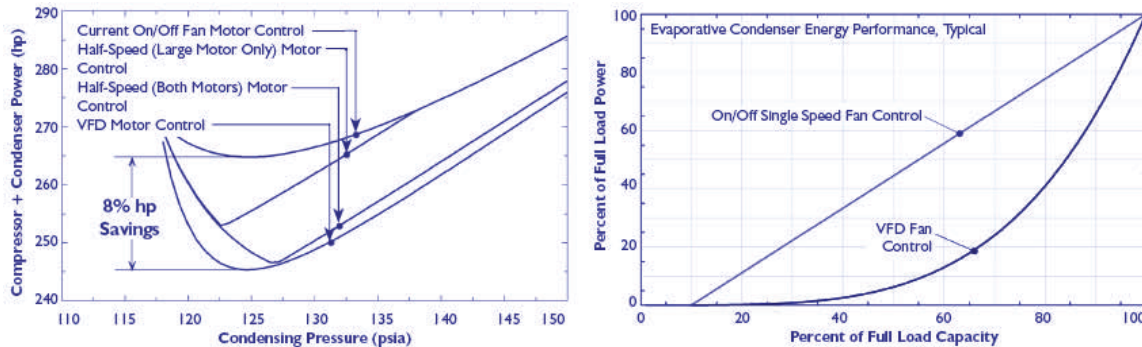 290
280
270
260
250
240
Compressor + Condenser Power (hp)
Current On/Off Fan Motor Control
Half-Speed (Large Motor Only) Motor
Control
Half-Speed (Both Motors) Motor
Control
VFD Motor Control
8% hp
Savings
110 115 120 125 130 135 140 145 150
Condensing Pressure (psia)
100
80
60
40
20
0
Percent of Full Load Power
Evaporative Condenser Energy Performance, Typical
On/Off Single Speed Fan Control
VFD Fan
Control
0 20 40 60 80 100
Percent of Full Load Capacity